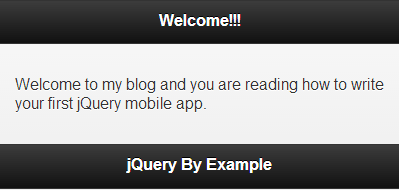 Welcome!!!
Welcome to my blog and you are reading how to write
your first jQuery mobile app.
jQuery By Example